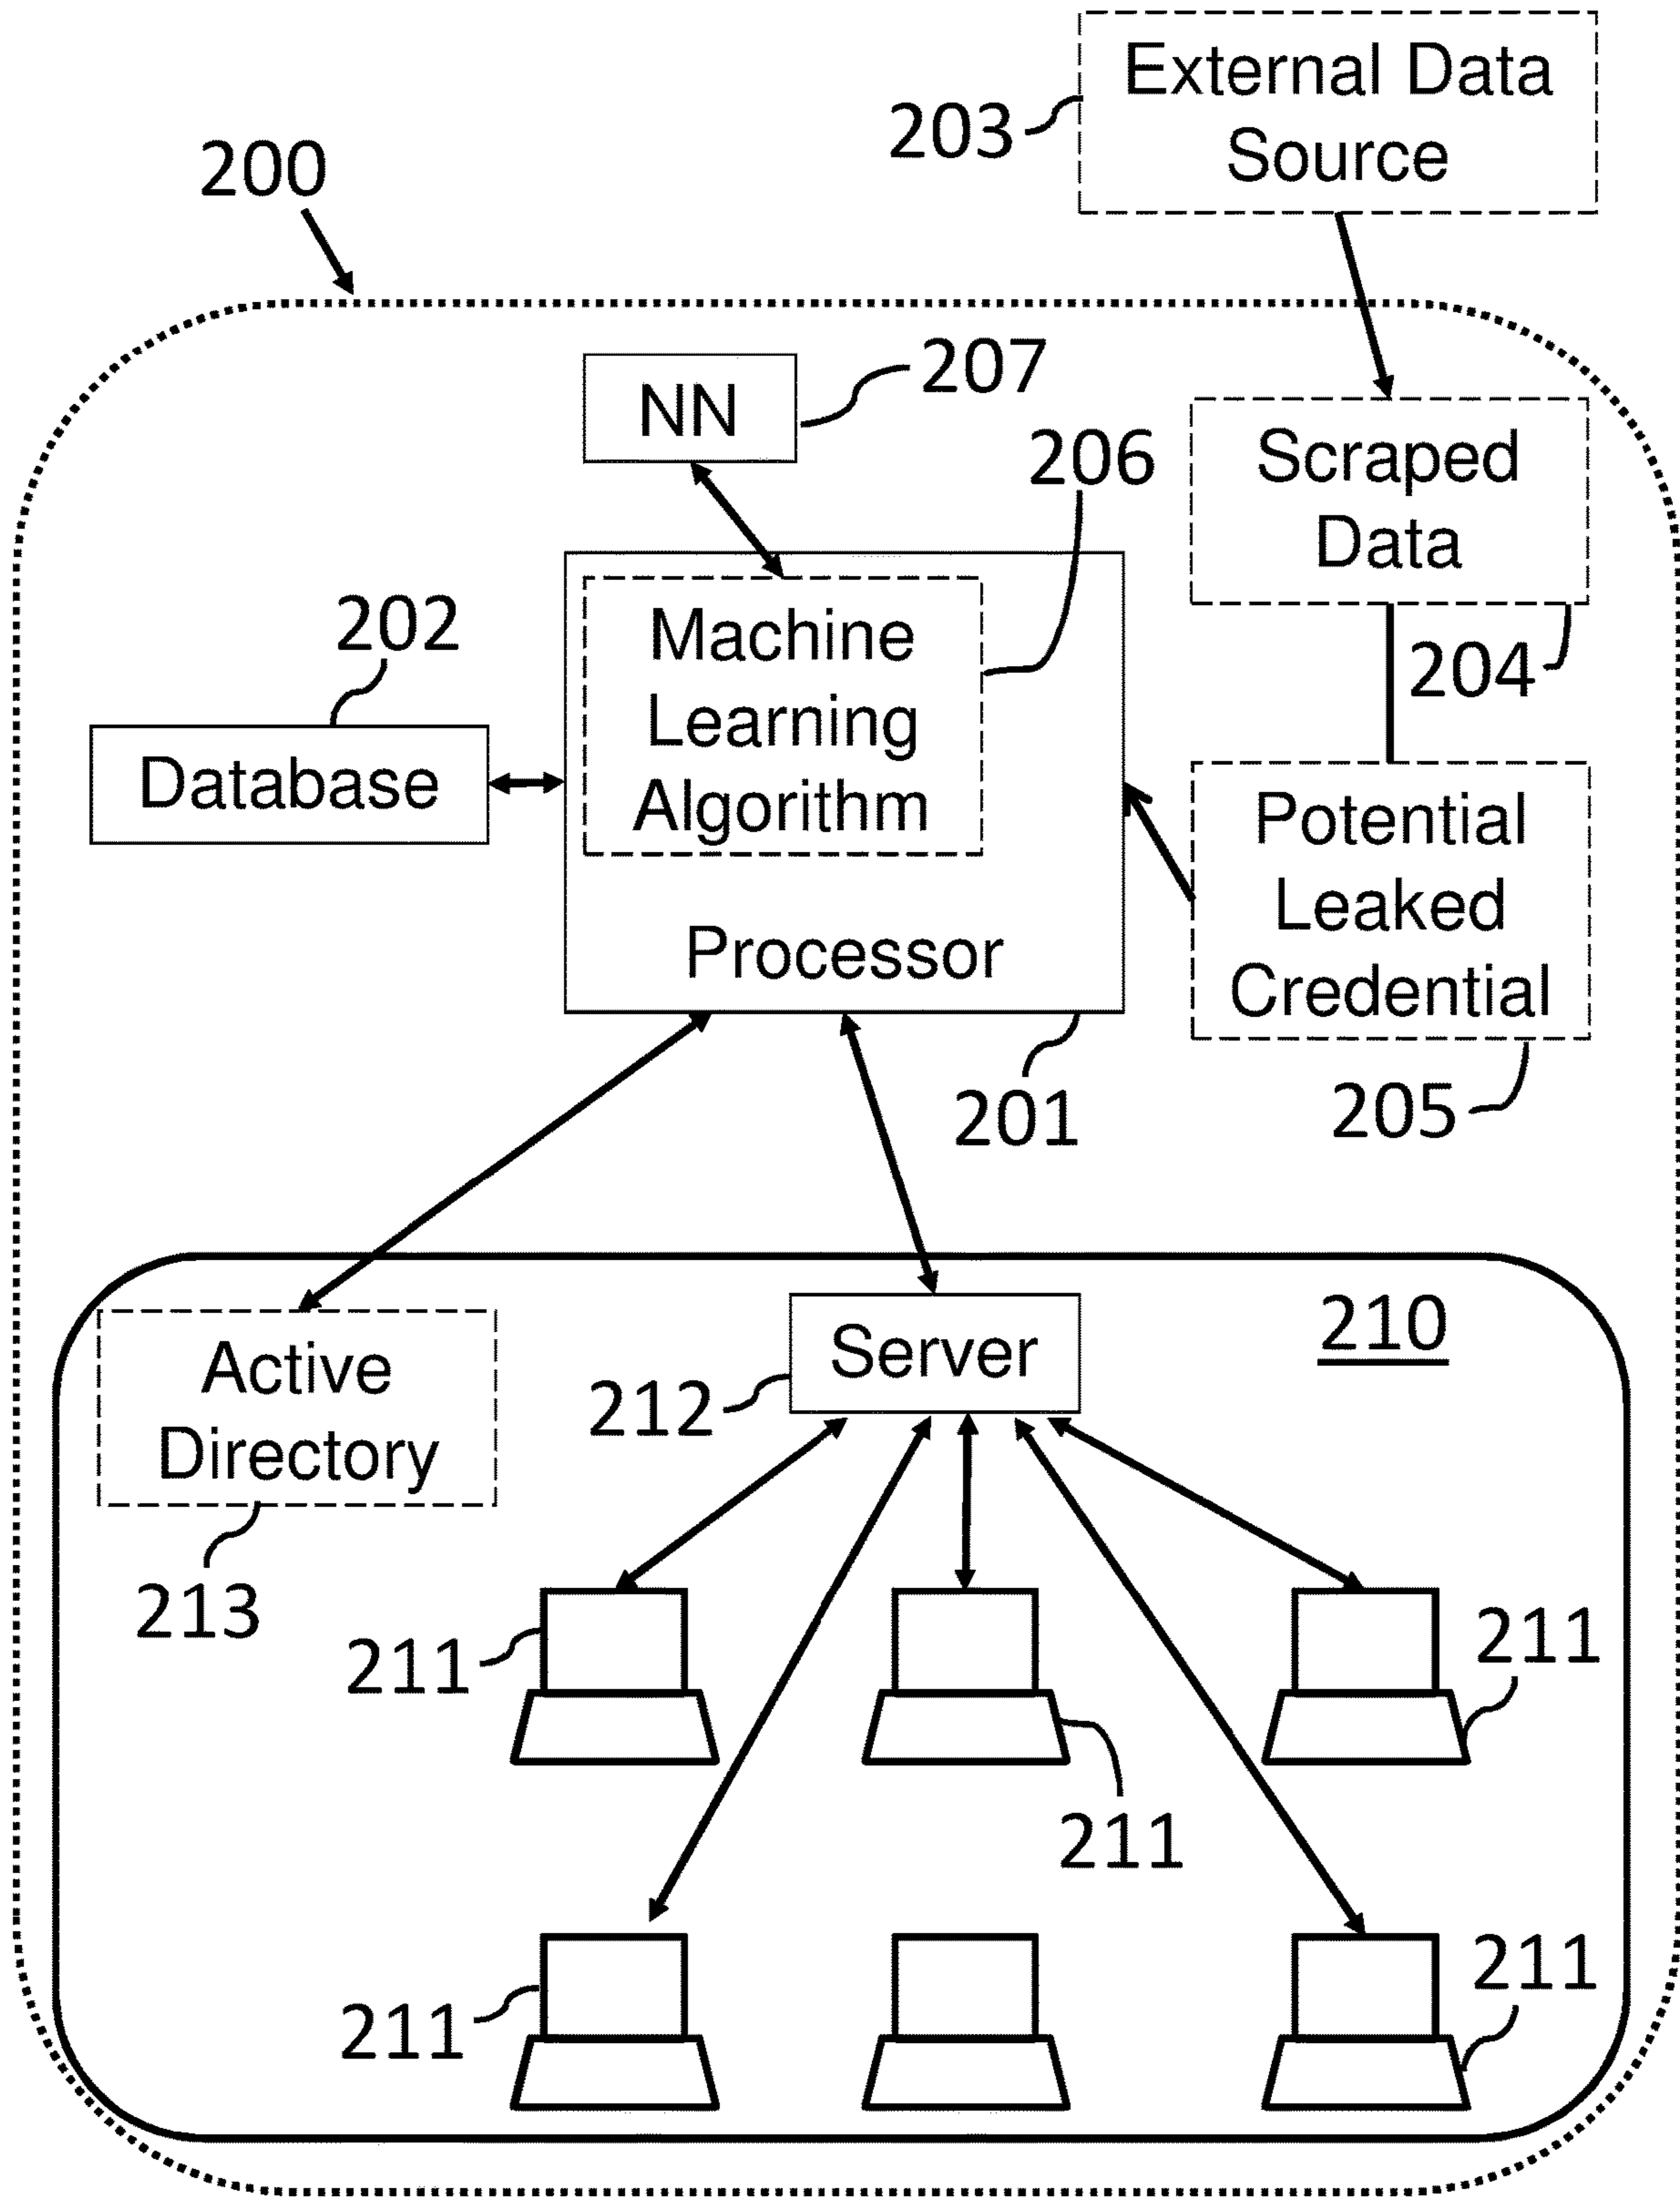 External Data
Source
203
200
NN
207
206
Scraped
Data
204
Machine
Learning
Algorithm
202
Database
Processor
201
Potential
Leaked
Credential
205
210
Server
212
Active
Directory
213
211
211
211
211
211